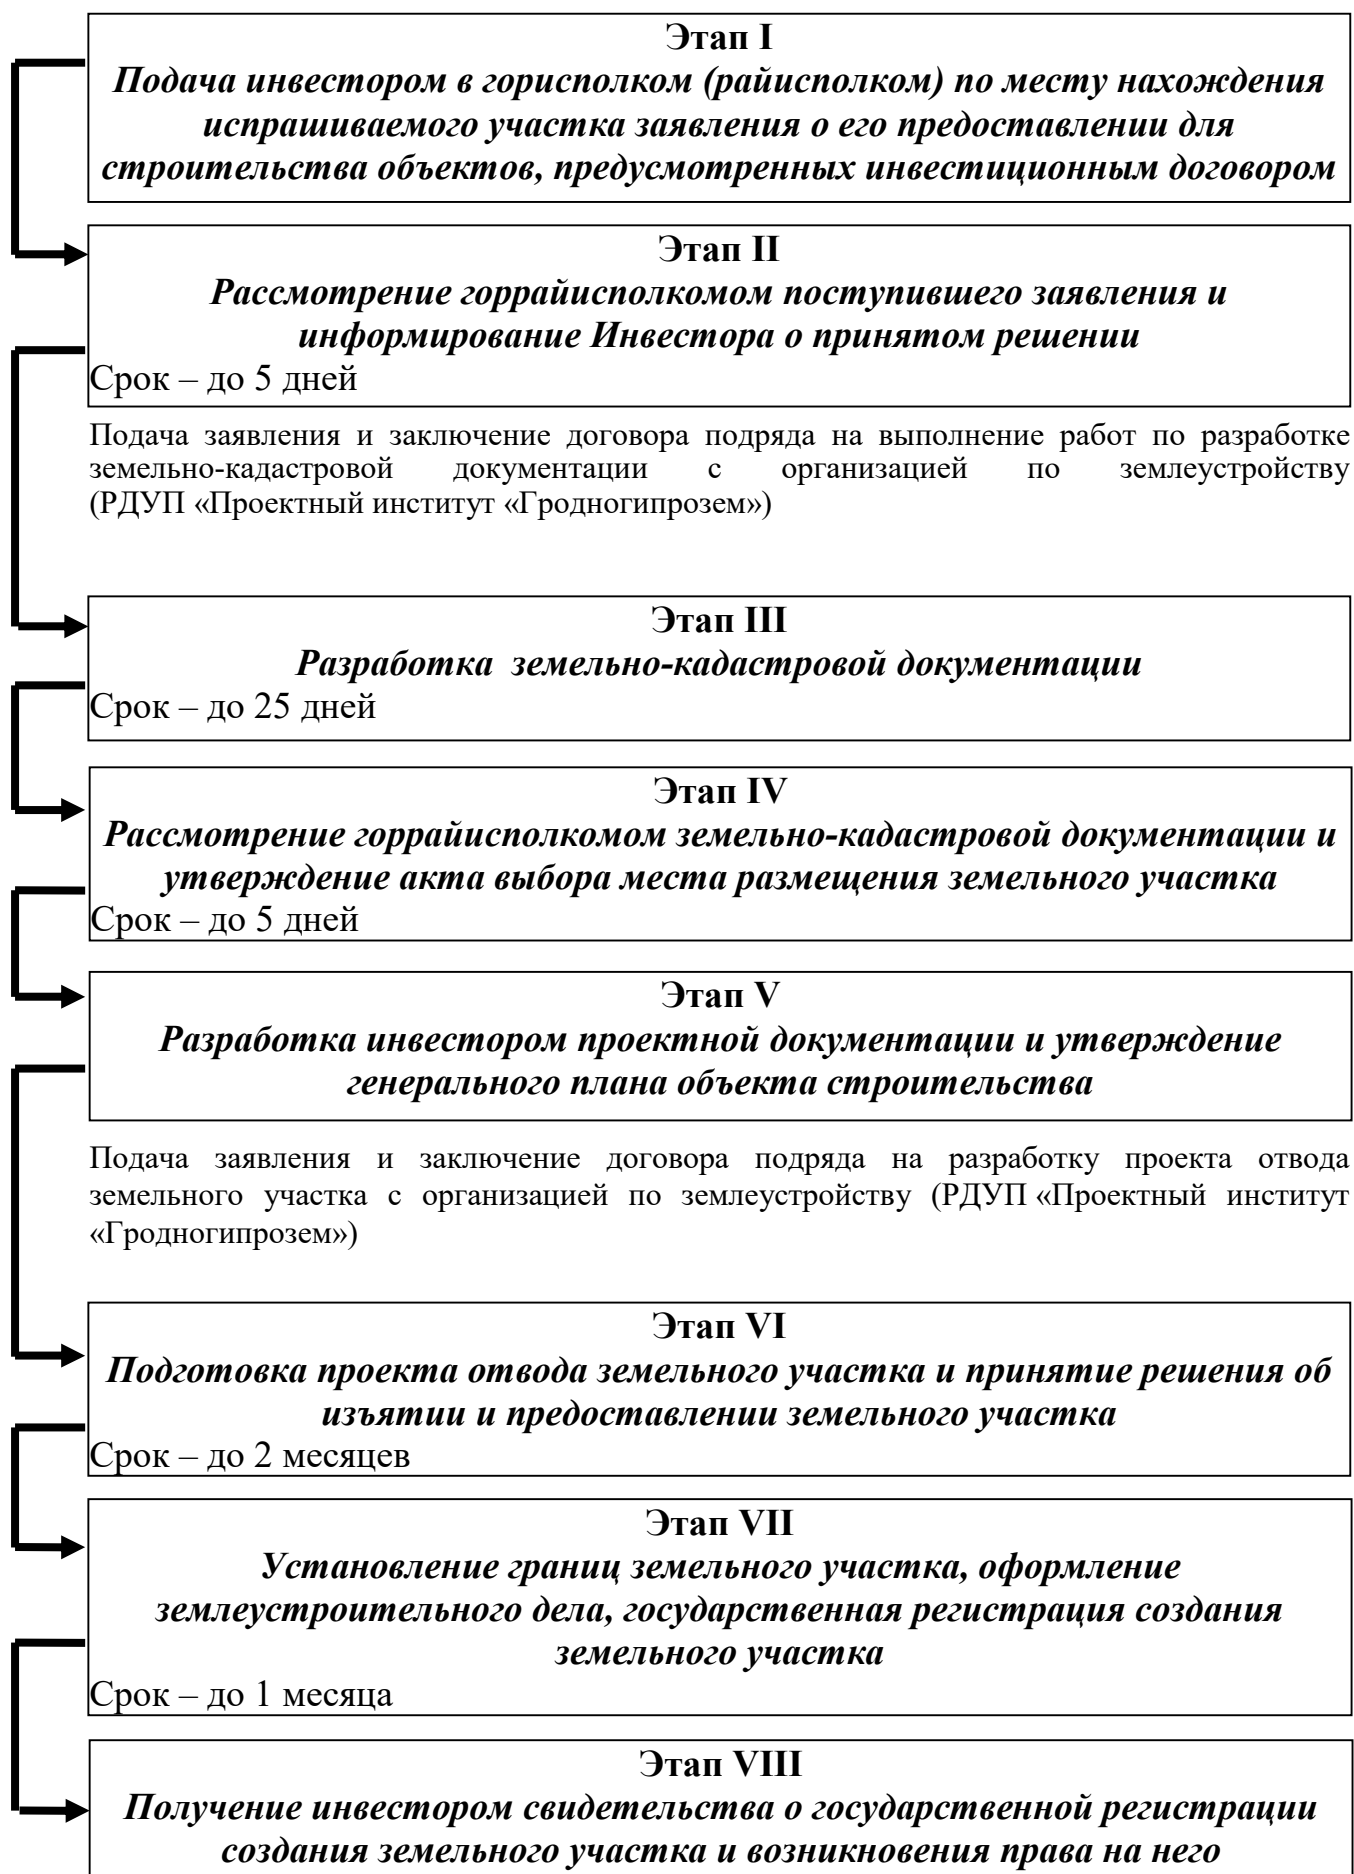 Этап I
Подача инвестором в горисполком (райисполком) по месту нахождения
испрашиваемого участка заявления о его предоставлении для
строительства объектов, предусмотренных инвестиционным договором
Этап II
Рассмотрение горрайисполкомом поступившего заявления и
информирование Инвестора о принятом решении
Срок – до 5 дней
Подача заявления и заключение договора подряда на выполнение работ по разработке
земельно-кадастровой документации с организацией по землеустройству
(РДУП «Проектный институт «Гродногипрозем»)
Этап III
Разработка земельно-кадастровой документации
Срок – до 25 дней
Этап IV
Рассмотрение горрайисполкомом земельно-кадастровой документации и
утверждение акта выбора места размещения земельного участка
Срок – до 5 дней
Этап V
Разработка инвестором проектной документации и утверждение
генерального плана объекта строительства
Подача заявления и заключение договора подряда на разработку проекта отвода
земельного участка с организацией по землеустройству (РДУП «Проектный институт
«Гродногипрозем»)
Этап VI
Подготовка проекта отвода земельного участка и принятие решения об
изъятии и предоставлении земельного участка
Срок – до 2 месяцев
Этап VII
Установление границ земельного участка, оформление
землеустроительного дела, государственная регистрация создания
земельного участка
Срок – до 1 месяца
Этап VIII
Получение инвестором свидетельства о государственной регистрации
создания земельного участка и возникновения права на него